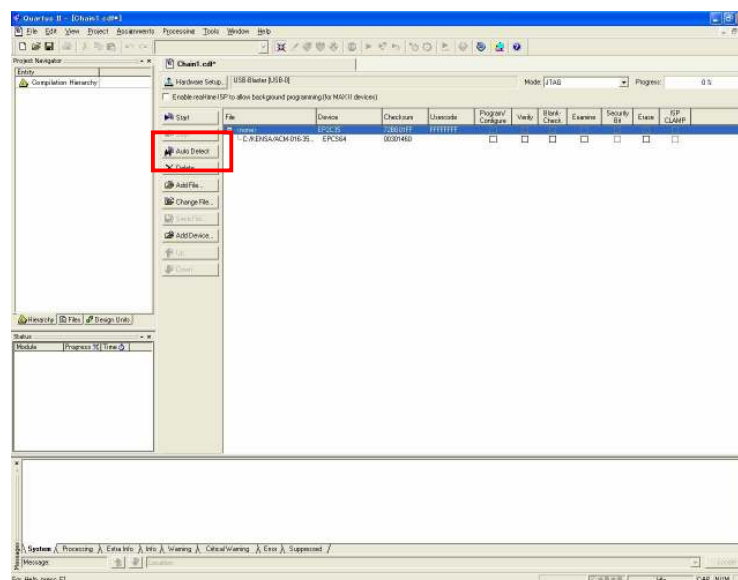 Quartus II - [Chain1.cdf*]
File Edit View Project Assignments Processing Tools Window Help
Project Navigator
Entity
Compilation Hierarchy
Hierarchy Files Design Units
Status
Module Progress % Time
Chain1.cdf*
Hardware Setup... USB-Blaster [USB-0] Mode: JTAG Progress: 0 %
Enable real-time ISP to allow background programming (for MAX II devices)
Start
Auto Detect
Delete
Add File...
Change File...
Save File...
Add Device...
Up
Down
File Device Checksum Usercode Program/Configure Verify Blank-Check Examine Security Bit Erase ISP CLAMP
<none> EP2C35 FFFFFFFF
EPCS64 00301460
System Processing Extra Info Info Warning Critical Warning Error Suppressed
Messages
Message: Location:
For Help, press F1 Idle CAP NUM